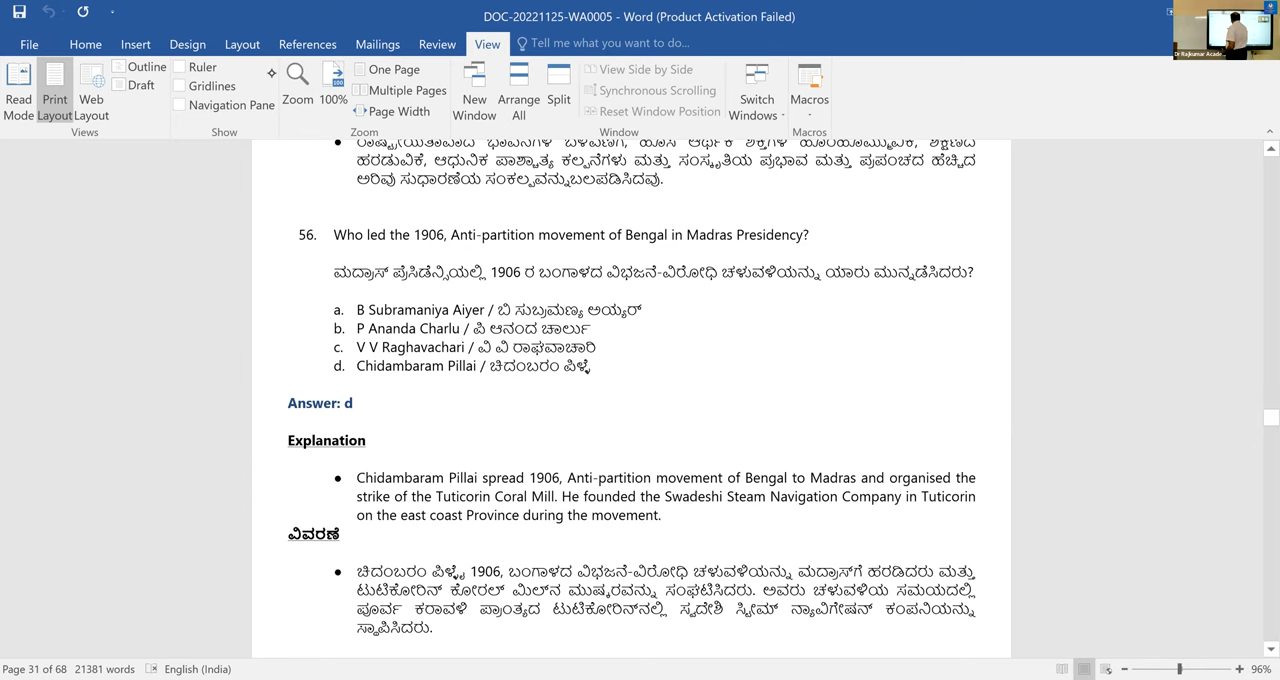 DOC-20221125-WA0005 - Word (Product Activation Failed)
File Home Insert Design Layout References Mailings Review View Tell me what you want to do...
Read Mode
Print Layout
Web Layout
Outline
Draft
Views
Ruler
Gridlines
Navigation Pane
Show
Zoom
100%
One Page
Multiple Pages
Page Width
Zoom
New Window
Arrange All
Split
View Side by Side
Synchronous Scrolling
Reset Window Position
Window
Switch Windows
Macros
Macros
ಹರಡುವಿಕೆ, ಆಧುನಿಕ ಪಾಶ್ಚಾತ್ಯ ಕಲ್ಪನೆಗಳು ಮತ್ತು ಸಂಸ್ಕೃತಿಯ ಪ್ರಭಾವ ಮತ್ತು ಪ್ರಪಂಚದ ಹೆಚ್ಚಿದ
ಅರಿವು ಸುಧಾರಣೆಯ ಸಂಕಲ್ಪವನ್ನುಬಲಪಡಿಸಿದವು.
56. Who led the 1906, Anti-partition movement of Bengal in Madras Presidency?
ಮದ್ರಾಸ್ ಪ್ರೆಸಿಡೆನ್ಸಿಯಲ್ಲಿ 1906 ರ ಬಂಗಾಳದ ವಿಭಜನೆ-ವಿರೋಧಿ ಚಳುವಳಿಯನ್ನು ಯಾರು ಮುನ್ನಡೆಸಿದರು?
a. B Subramaniya Aiyer / ಬಿ ಸುಬ್ರಮಣ್ಯ ಅಯ್ಯರ್
b. P Ananda Charlu / ಪಿ ಆನಂದ ಚಾರ್ಲು
c. V V Raghavachari / ವಿ ವಿ ರಾಘವಾಚಾರಿ
d. Chidambaram Pillai / ಚಿದಂಬರಂ ಪಿಳ್ಳೆ
Answer: d
Explanation
● Chidambaram Pillai spread 1906, Anti-partition movement of Bengal to Madras and organised the
strike of the Tuticorin Coral Mill. He founded the Swadeshi Steam Navigation Company in Tuticorin
on the east coast Province during the movement.
ವಿವರಣೆ
● ಚಿದಂಬರಂ ಪಿಳ್ಳೈ 1906, ಬಂಗಾಳದ ವಿಭಜನೆ-ವಿರೋಧಿ ಚಳುವಳಿಯನ್ನು ಮದ್ರಾಸ್‌ಗೆ ಹರಡಿದರು ಮತ್ತು
ಟುಟಿಕೋರಿನ್ ಕೋರಲ್ ಮಿಲ್‌ನ ಮುಷ್ಕರವನ್ನು ಸಂಘಟಿಸಿದರು. ಅವರು ಚಳುವಳಿಯ ಸಮಯದಲ್ಲಿ
ಪೂರ್ವ ಕರಾವಳಿ ಪ್ರಾಂತ್ಯದ ಟುಟಿಕೋರಿನ್‌ನಲ್ಲಿ ಸ್ವದೇಶಿ ಸ್ಟೀಮ್ ನ್ಯಾವಿಗೇಷನ್ ಕಂಪನಿಯನ್ನು
ಸ್ಥಾಪಿಸಿದರು.
Page 31 of 68 21381 words English (India) 96%